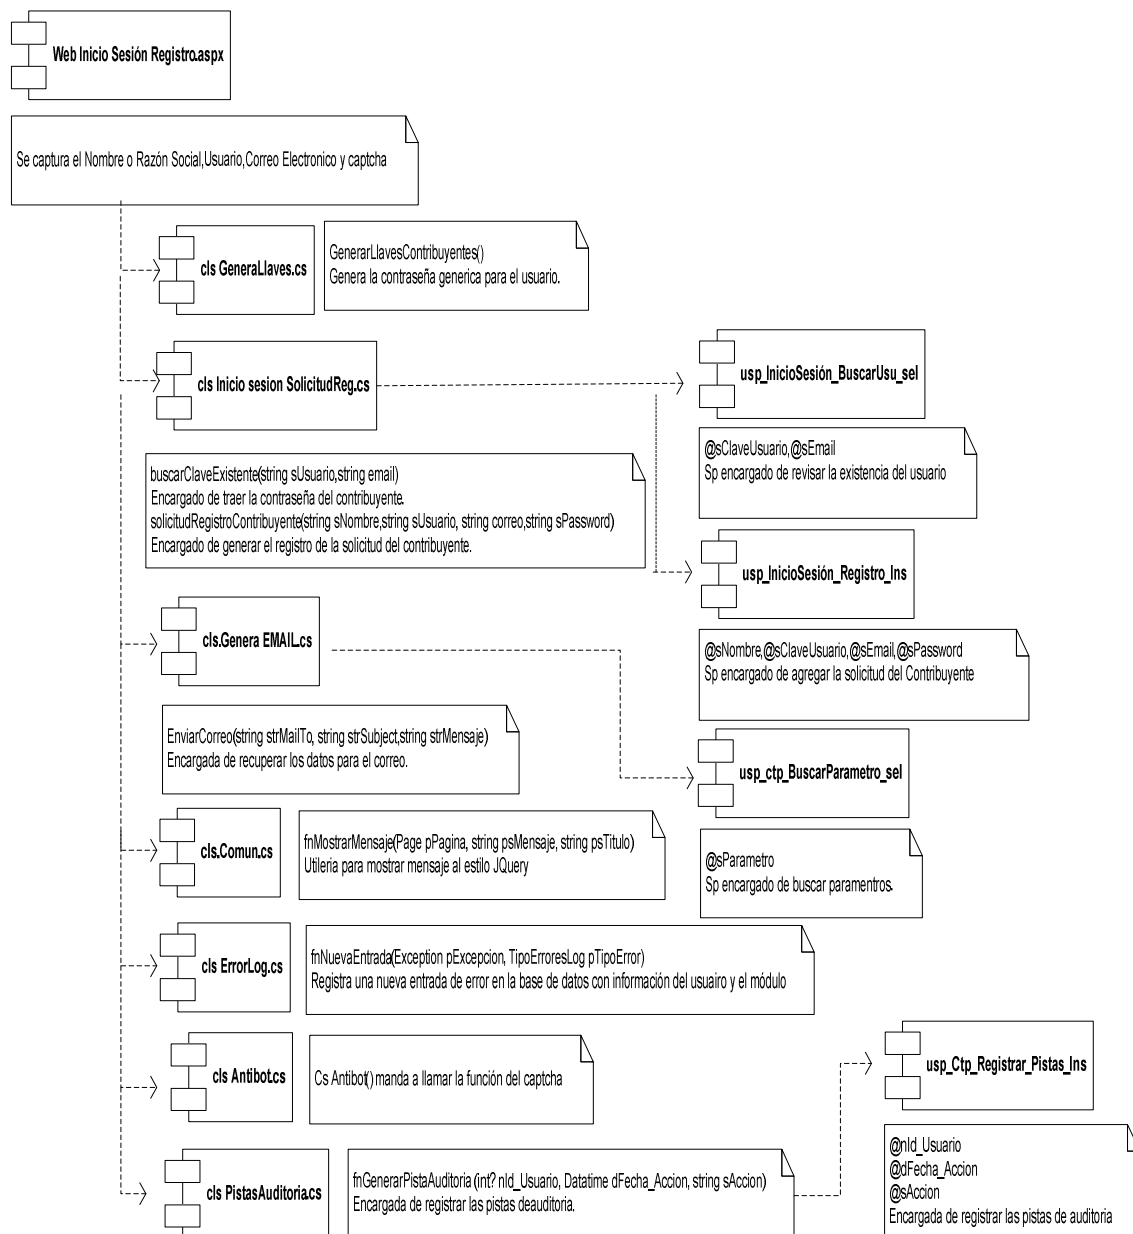 Web Inicio Sesión Registro.aspx
Se captura el Nombre o Razón Social,Usuario,Correo Electronico y captcha
cls GeneraLlaves.cs
GenerarLlavesContribuyentes()
Genera la contraseña generica para el usuario.
cls Inicio sesion SolicitudReg.cs
usp_InicioSesión_BuscarUsu_sel
@sClaveUsuario,@sEmail
Sp encargado de revisar la existencia del usuario
buscarClaveExistente(string sUsuario,string email)
Encargado de traer la contraseña del contribuyente.
solicitudRegistroContribuyente(string sNombre,string sUsuario, string correo,string sPassword)
Encargado de generar el registro de la solicitud del contribuyente.
usp_InicioSesión_Registro_Ins
@sNombre,@sClaveUsuario,@sEmail,@sPassword
Sp encargado de agregar la solicitud del Contribuyente
cls.Genera EMAIL.cs
EnviarCorreo(string strMailTo, string strSubject,string strMensaje)
Encargada de recuperar los datos para el correo.
usp_ctp_BuscarParametro_sel
@sParametro
Sp encargado de buscar paramentros.
cls.Comun.cs
fnMostrarMensaje(Page pPagina, string psMensaje, string psTitulo)
Utileria para mostrar mensaje al estilo JQuery
cls ErrorLog.cs
fnNuevaEntrada(Exception pExcepcion, TipoErroresLog pTipoError)
Registra una nueva entrada de error en la base de datos con información del usuairo y el módulo
cls Antibot.cs
Cs Antibot() manda a llamar la función del captcha
usp_Ctp_Registrar_Pistas_Ins
@nId_Usuario
@dFecha_Accion
@sAccion
Encargada de registrar las pistas de auditoria
cls PistasAuditoria.cs
fnGenerarPistaAuditoria (int? nId_Usuario, Datatime dFecha_Accion, string sAccion)
Encargada de registrar las pistas deauditoria.